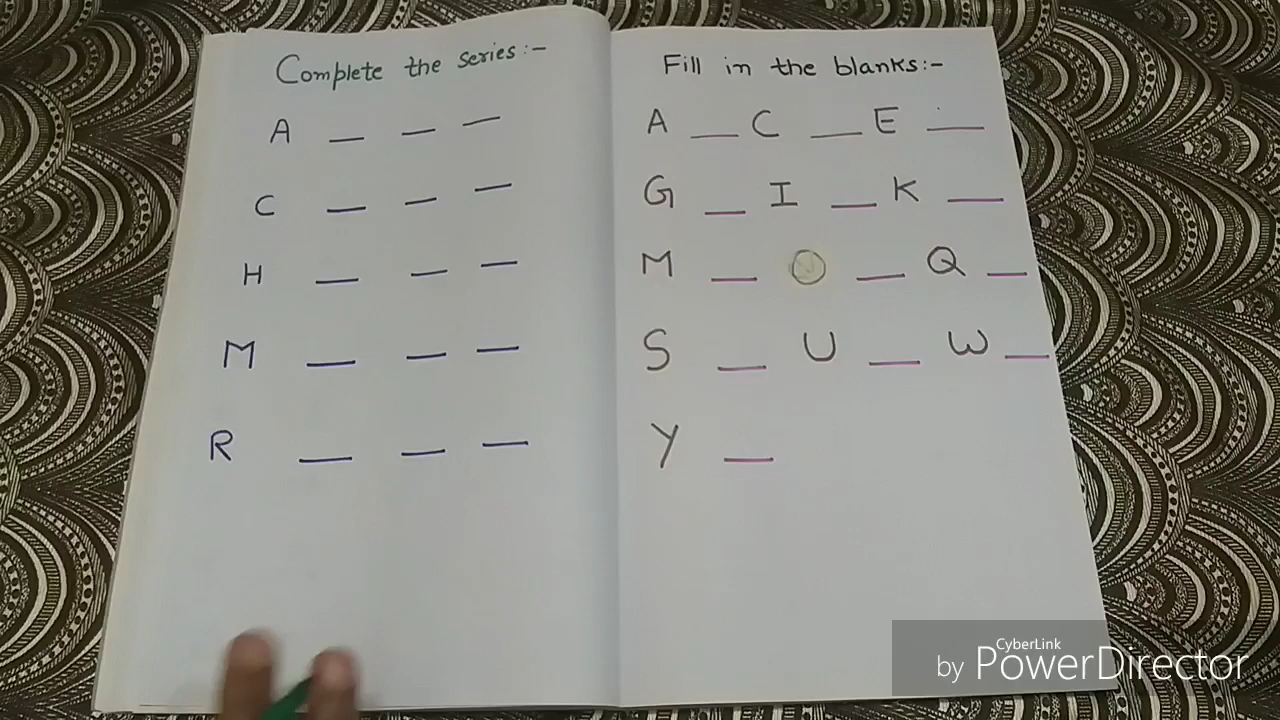 Complete the series:-
A _ _ _
C _ _ _
H _ _ _
M _ _ _
R _ _ _
Fill in the blanks:-
A _ C _ E _
G _ I _ K _
M _ O _ Q _
S _ U _ W _
Y _
CyberLink
by PowerDirector